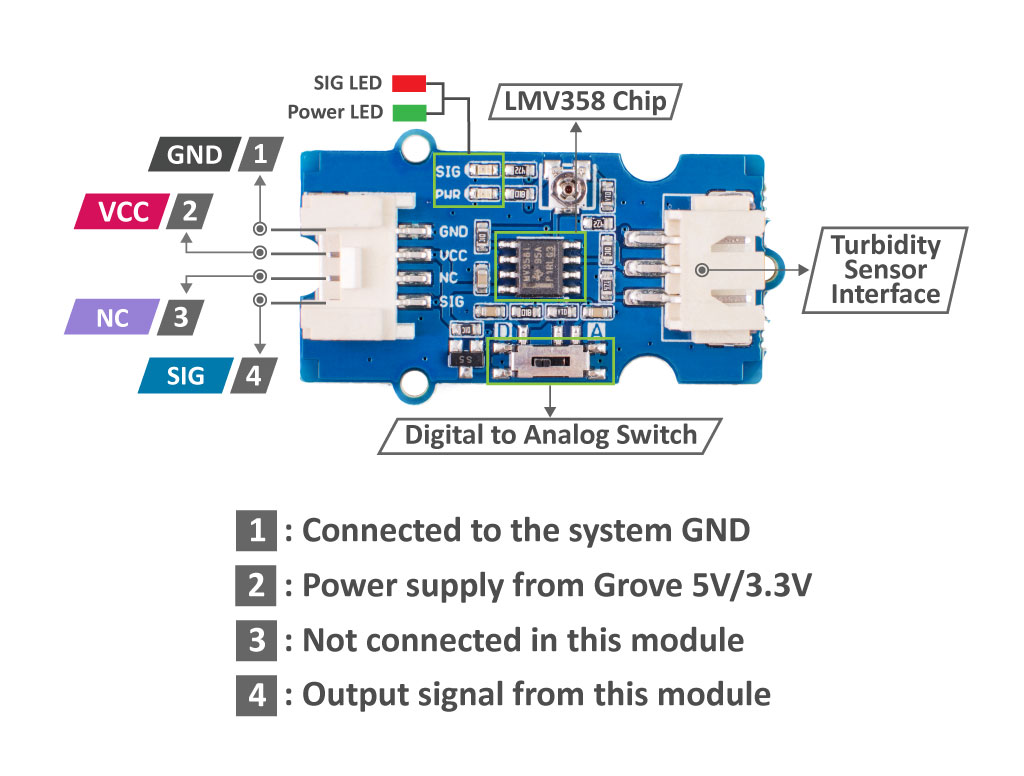 SIG LED
Power LED
LMV358 Chip
GND 1
VCC 2
NC 3
SIG 4
SIG
PWR
GND
VCC
NC
SIG
D
A
Turbidity
Sensor
Interface
Digital to Analog Switch
1 : Connected to the system GND
2 : Power supply from Grove 5V/3.3V
3 : Not connected in this module
4 : Output signal from this module